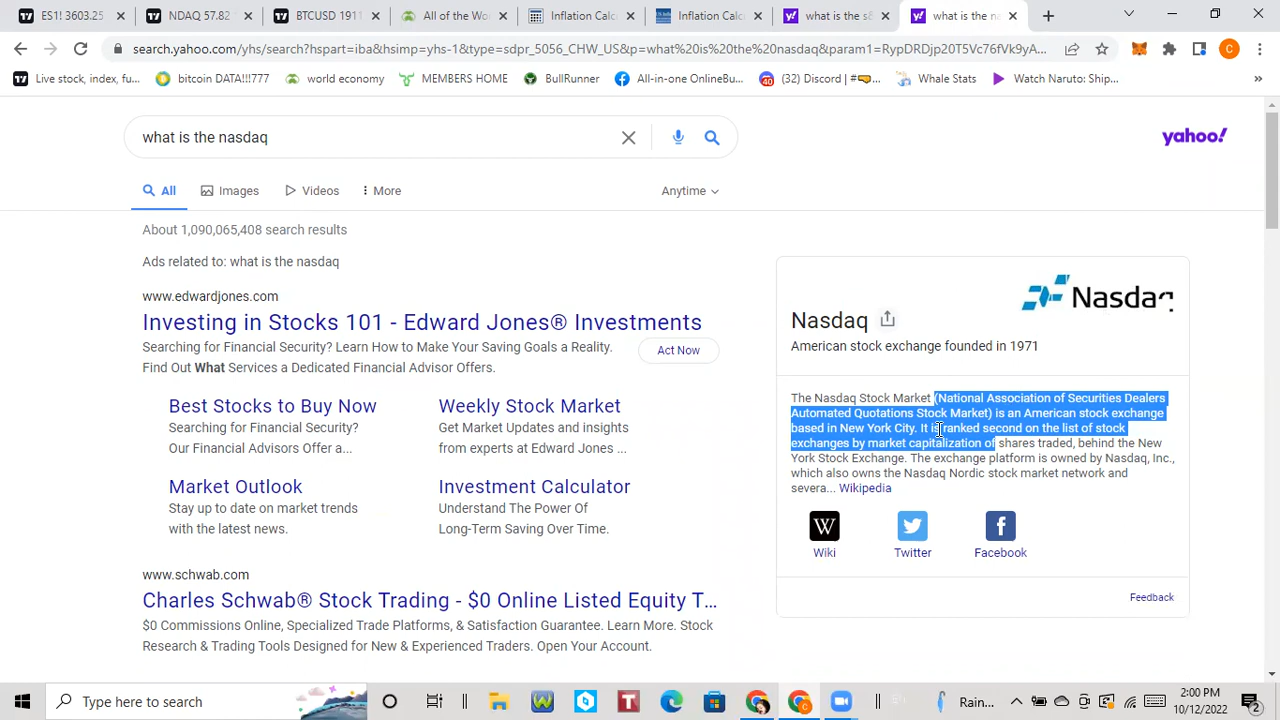 ES1! 3603.25
NDAQ 57.87
BTCUSD 19
All of the Wo
Inflation Calc
Inflation Calc
what is the s&
what is the na
search.yahoo.com/yhs/search?hspart=iba&hsimp=yhs-1&type=sdpr_5056_CHW_US&p=what%20is%20the%20nasdaq&param1=RypDRDjp20T5Vc76fVk9yA...
C
Live stock, index, fu...
bitcoin DATA!!!777
world economy
MEMBERS HOME
BullRunner
All-in-one OnlineBu...
(32) Discord | #
Whale Stats
Watch Naruto: Ship...
what is the nasdaq
yahoo!
All
Images
Videos
More
Anytime
About 1,090,065,408 search results
Ads related to: what is the nasdaq
www.edwardjones.com
Investing in Stocks 101 - Edward Jones® Investments
Searching for Financial Security? Learn How to Make Your Saving Goals a Reality.
Find Out What Services a Dedicated Financial Advisor Offers.
Act Now
Best Stocks to Buy Now
Searching for Financial Security?
Find Out What Services a...
Weekly Stock Market
Get Market Updates and insights
from experts at Edward Jones ...
Market Outlook
Stay up to date on market trends
with the latest news.
Investment Calculator
Understand The Power Of
Long-Term Saving Over Time.
www.schwab.com
Charles Schwab® Stock Trading - $0 Online Listed Equity T...
$0 Commissions Online, Specialized Trade Platforms, & Satisfaction Guarantee. Learn More. Stock
Research & Trading Tools Designed for New & Experienced Traders. Open Your Account.
Nasdaq
Nasdaq
American stock exchange founded in 1971
The Nasdaq Stock Market (National Association of Securities Dealers
Automated Quotations Stock Market) is an American stock exchange
based in New York City. It is ranked second on the list of stock
exchanges by market capitalization of shares traded, behind the New
York Stock Exchange. The exchange platform is owned by Nasdaq, Inc.,
which also owns the Nasdaq Nordic stock market network and
severa... Wikipedia
Wiki
Twitter
Facebook
Feedback
Type here to search
Rain...
2:00 PM
10/12/2022
2